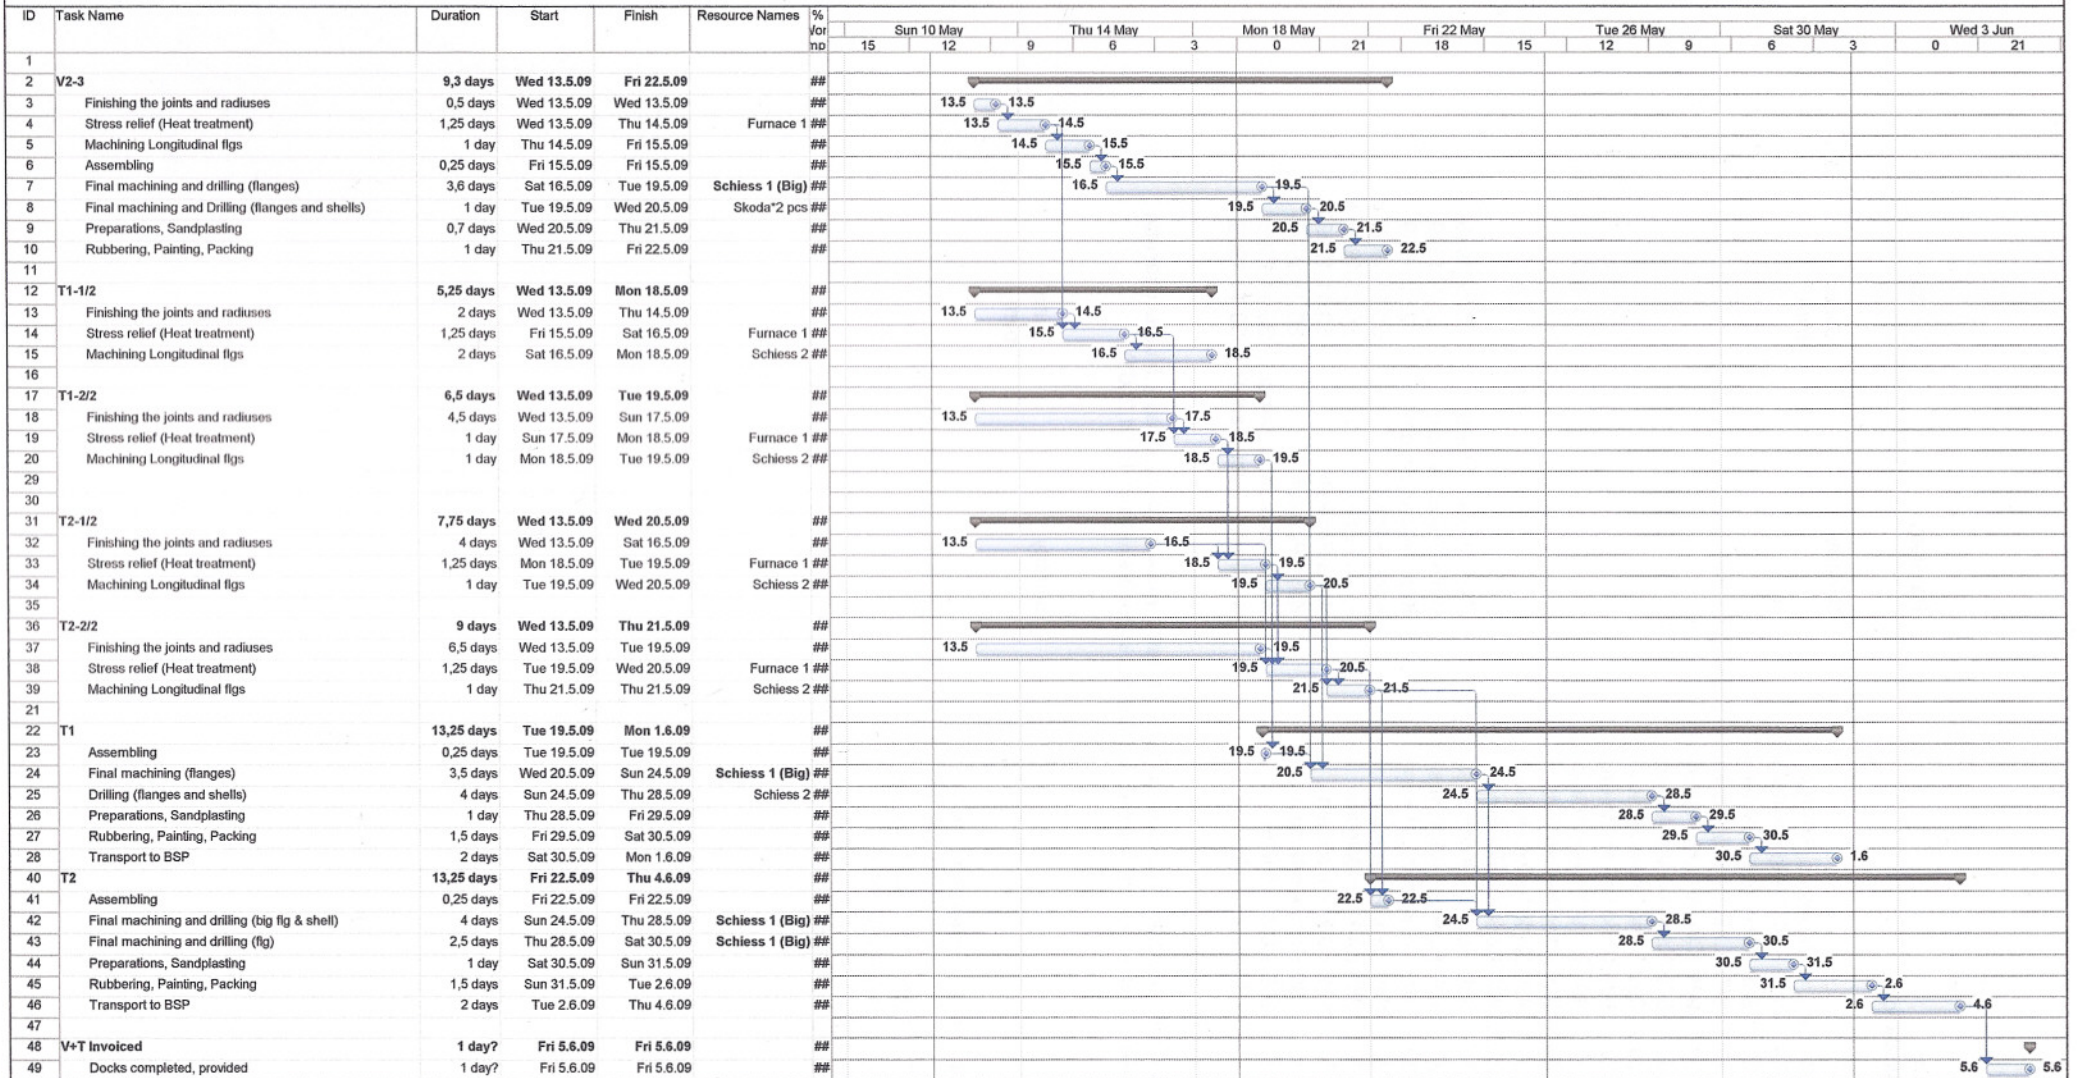 ID Task Name Duration Start Finish Resource Names %
Sun 10 May Thu 14 May Mon 18 May Fri 22 May Tue 26 May Sat 30 May Wed 3 Jun
15 12 9 6 3 0 21 18 15 12 9 6 3 0 21
1
2 V2-3 9,3 days Wed 13.5.09 Fri 22.5.09 ##
3 Finishing the joints and radiuses 0,5 days Wed 13.5.09 Wed 13.5.09 ## 13.5 13.5
4 Stress relief (Heat treatment) 1,25 days Wed 13.5.09 Thu 14.5.09 Furnace 1 ## 13.5 14.5
5 Machining Longitudinal flgs 1 day Thu 14.5.09 Fri 15.5.09 ## 14.5 15.5
6 Assembling 0,25 days Fri 15.5.09 Fri 15.5.09 ## 15.5 15.5
7 Final machining and drilling (flanges) 3,6 days Sat 16.5.09 Tue 19.5.09 Schiess 1 (Big) ## 16.5 19.5
8 Final machining and Drilling (flanges and shells) 1 day Tue 19.5.09 Wed 20.5.09 Skoda*2 pcs ## 19.5 20.5
9 Preparations, Sandplasting 0,7 days Wed 20.5.09 Thu 21.5.09 ## 20.5 21.5
10 Rubbering, Painting, Packing 1 day Thu 21.5.09 Fri 22.5.09 ## 21.5 22.5
11
12 T1-1/2 5,25 days Wed 13.5.09 Mon 18.5.09 ##
13 Finishing the joints and radiuses 2 days Wed 13.5.09 Thu 14.5.09 ## 13.5 14.5
14 Stress relief (Heat treatment) 1,25 days Fri 15.5.09 Sat 16.5.09 Furnace 1 ## 15.5 16.5
15 Machining Longitudinal flgs 2 days Sat 16.5.09 Mon 18.5.09 Schiess 2 ## 16.5 18.5
16
17 T1-2/2 6,5 days Wed 13.5.09 Tue 19.5.09 ##
18 Finishing the joints and radiuses 4,5 days Wed 13.5.09 Sun 17.5.09 ## 13.5 17.5
19 Stress relief (Heat treatment) 1 day Sun 17.5.09 Mon 18.5.09 Furnace 1 ## 17.5 18.5
20 Machining Longitudinal flgs 1 day Mon 18.5.09 Tue 19.5.09 Schiess 2 ## 18.5 19.5
29
30
31 T2-1/2 7,75 days Wed 13.5.09 Wed 20.5.09 ##
32 Finishing the joints and radiuses 4 days Wed 13.5.09 Sat 16.5.09 ## 13.5 16.5
33 Stress relief (Heat treatment) 1,25 days Mon 18.5.09 Tue 19.5.09 Furnace 1 ## 18.5 19.5
34 Machining Longitudinal flgs 1 day Tue 19.5.09 Wed 20.5.09 Schiess 2 ## 19.5 20.5
35
36 T2-2/2 9 days Wed 13.5.09 Thu 21.5.09 ##
37 Finishing the joints and radiuses 6,5 days Wed 13.5.09 Tue 19.5.09 ## 13.5 19.5
38 Stress relief (Heat treatment) 1,25 days Tue 19.5.09 Wed 20.5.09 Furnace 1 ## 19.5 20.5
39 Machining Longitudinal flgs 1 day Thu 21.5.09 Thu 21.5.09 Schiess 2 ## 21.5 21.5
21
22 T1 13,25 days Tue 19.5.09 Mon 1.6.09 ##
23 Assembling 0,25 days Tue 19.5.09 Tue 19.5.09 ## 19.5 19.5
24 Final machining (flanges) 3,5 days Wed 20.5.09 Sun 24.5.09 Schiess 1 (Big) ## 20.5 24.5
25 Drilling (flanges and shells) 4 days Sun 24.5.09 Thu 28.5.09 Schiess 2 ## 24.5 28.5
26 Preparations, Sandplasting 1 day Thu 28.5.09 Fri 29.5.09 ## 28.5 29.5
27 Rubbering, Painting, Packing 1,5 days Fri 29.5.09 Sat 30.5.09 ## 29.5 30.5
28 Transport to BSP 2 days Sat 30.5.09 Mon 1.6.09 ## 30.5 1.6
40 T2 13,25 days Fri 22.5.09 Thu 4.6.09 ##
41 Assembling 0,25 days Fri 22.5.09 Fri 22.5.09 ## 22.5 22.5
42 Final machining and drilling (big flg & shell) 4 days Sun 24.5.09 Thu 28.5.09 Schiess 1 (Big) ## 24.5 28.5
43 Final machining and drilling (flg) 2,5 days Thu 28.5.09 Sat 30.5.09 Schiess 1 (Big) ## 28.5 30.5
44 Preparations, Sandplasting 1 day Sat 30.5.09 Sun 31.5.09 ## 30.5 31.5
45 Rubbering, Painting, Packing 1,5 days Sun 31.5.09 Tue 2.6.09 ## 31.5 2.6
46 Transport to BSP 2 days Tue 2.6.09 Thu 4.6.09 ## 2.6 4.6
47
48 V+T Invoiced 1 day? Fri 5.6.09 Fri 5.6.09 ##
49 Docks completed, provided 1 day? Fri 5.6.09 Fri 5.6.09 ## 5.6 5.6